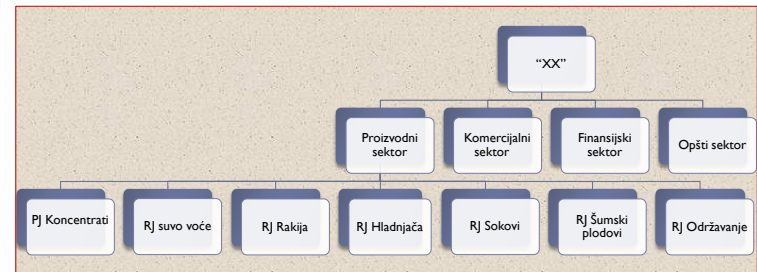 “XX”
Proizvodni
sektor
Komercijalni
sektor
Finansijski
sektor
Opšti sektor
PJ Koncentrati
RJ suvo voće
RJ Rakija
RJ Hladnjača
RJ Sokovi
RJ Šumski
plodovi
RJ Održavanje